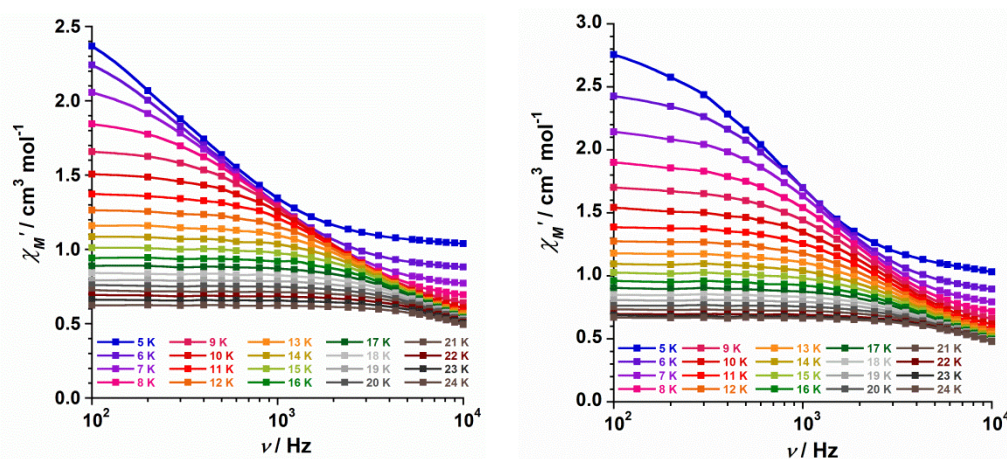 2.5
2.0
1.5
1.0
0.5
0.0
χM' / cm³ mol⁻¹
5 K 9 K 13 K 17 K 21 K
6 K 10 K 14 K 18 K 22 K
7 K 11 K 15 K 19 K 23 K
8 K 12 K 16 K 20 K 24 K
10² 10³ 10⁴
ν / Hz
3.0
2.5
2.0
1.5
1.0
0.5
0.0
χM' / cm³ mol⁻¹
5 K 9 K 13 K 17 K 21 K
6 K 10 K 14 K 18 K 22 K
7 K 11 K 15 K 19 K 23 K
8 K 12 K 16 K 20 K 24 K
10² 10³ 10⁴
ν / Hz